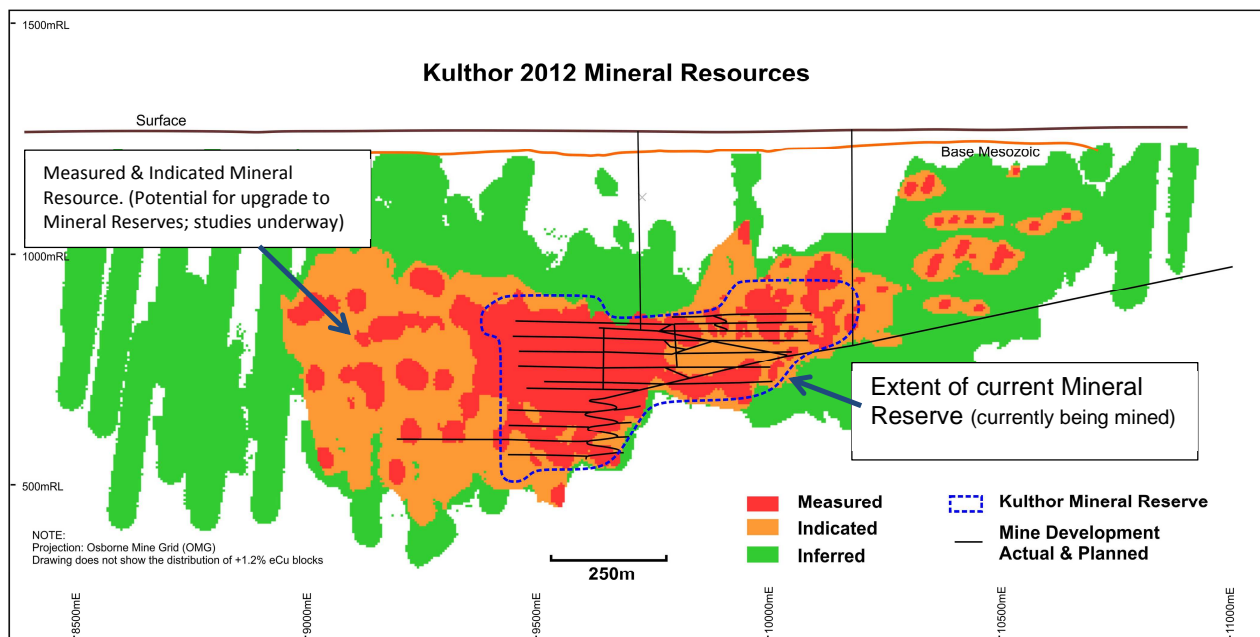 1500mRL
Kulthor 2012 Mineral Resources
Surface
Base Mesozoic
Measured & Indicated Mineral
Resource. (Potential for upgrade to
Mineral Reserves; studies underway)
1000mRL
Extent of current Mineral
Reserve (currently being mined)
500mRL
Measured
Indicated
Inferred
Kulthor Mineral Reserve
Mine Development
Actual & Planned
NOTE:
Projection: Osborne Mine Grid (OMG)
Drawing does not show the distribution of +1.2% eCu blocks
250m
8500mE
9000mE
9500mE
10000mE
10500mE
11000mE